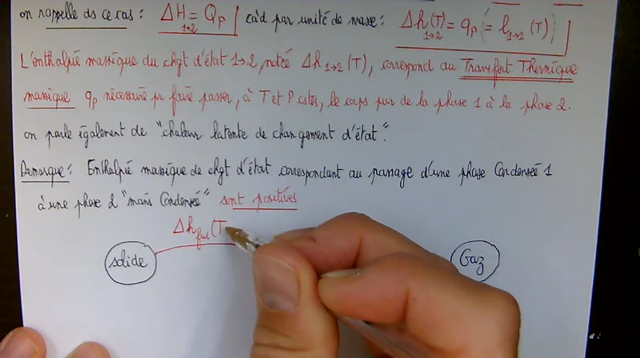 on rappelle ds ce cas : ΔH 1→2 = Qp càd par unité de masse : Δh(T) 1→2 = qp (= l1→2 (T))
L'enthalpie massique du chgt d'état 1→2, notée Δh1→2(T), correspond au Transfert Thermique
massique qp nécessaire pr faire passer, à T et P cstes, le corps pur de la phase 1 à la phase 2.
on parle également de "chaleur latente de changement d'état".
Remarque : Enthalpie massique de chgt d'état correspondant au passage d'une phase Condensée 1
à une phase 2 "moins Condensée" sont positives
Δhfus(T
solide
Gaz